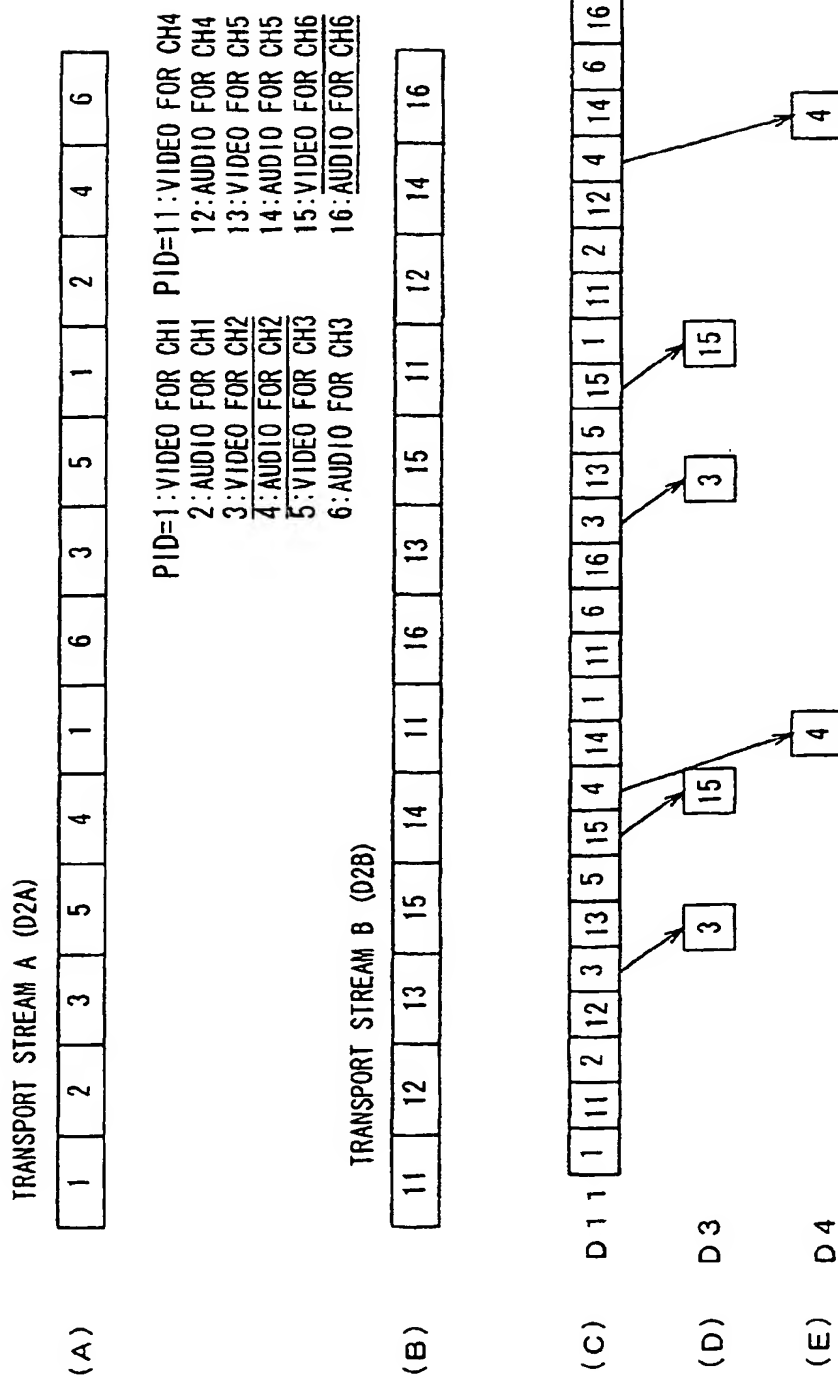 TRANSPORT STREAM A (D2A)
(A) 1 2 3 5 4 1 6 3 5 1 2 4 6
PID=1:VIDEO FOR CH1 PID=11:VIDEO FOR CH4
2:AUDIO FOR CH1 12:AUDIO FOR CH4
3:VIDEO FOR CH2 13:VIDEO FOR CH5
4:AUDIO FOR CH2 14:AUDIO FOR CH5
5:VIDEO FOR CH3 15:VIDEO FOR CH6
6:AUDIO FOR CH3 16:AUDIO FOR CH6
TRANSPORT STREAM B (D2B)
(B) 11 12 13 15 14 11 16 13 15 11 12 14 16
(C) D11 1 11 2 12 3 13 5 15 4 14 1 11 6 16 3 13 5 15 1 11 2 12 4 14 6 16
(D) D3 3 15 3 15
(E) D4 4 4